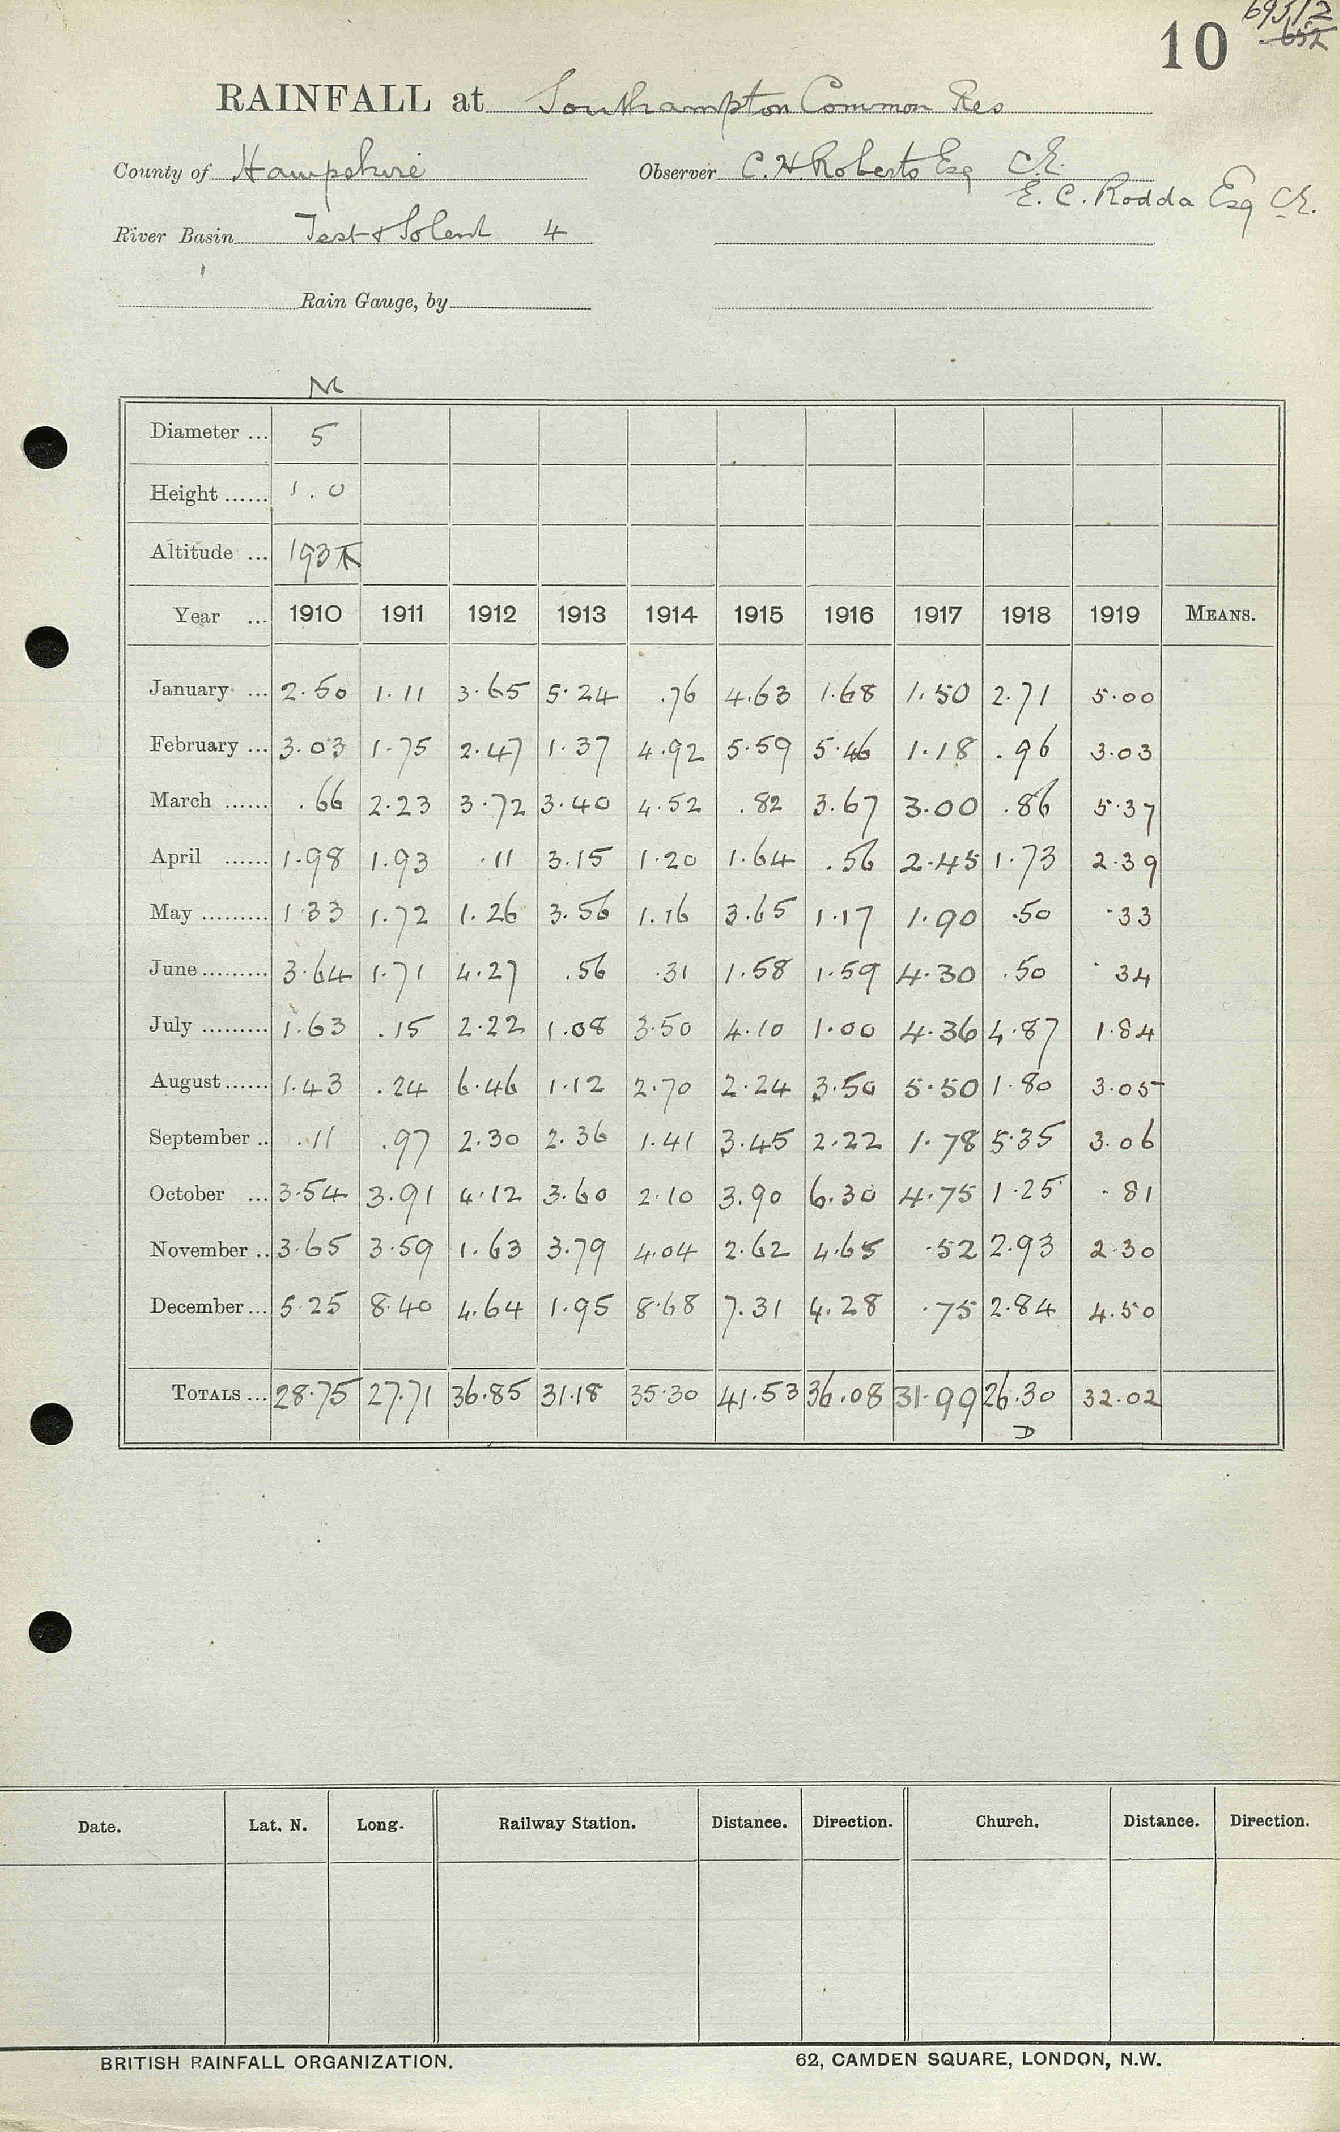 10 695/2
652
RAINFALL at Southampton Common Res
County of Hampshire Observer C. H Roberts Esq C.E.
E. C. Rodda Esq C.E.
River Basin Test & Solent 4
Rain Gauge, by
M
Diameter ... 5
Height ...... 1.0
Altitude ... 193
Year ... 1910 1911 1912 1913 1914 1915 1916 1917 1918 1919 MEANS.
January ... 2.50 1.11 3.65 5.24 .76 4.63 1.68 1.50 2.71 5.00
February ... 3.03 1.75 2.47 1.37 4.92 5.59 5.46 1.18 .96 3.03
March ...... .66 2.23 3.72 3.40 4.52 .82 3.67 3.00 .86 5.37
April ...... 1.98 1.93 .11 3.15 1.20 1.64 .56 2.45 1.73 2.39
May ......... 1.33 1.72 1.26 3.56 1.16 3.65 1.17 1.90 .50 .33
June ......... 3.64 1.71 4.27 .56 .31 1.58 1.59 4.30 .50 .34
July ......... 1.63 .15 2.22 1.08 3.50 4.10 1.00 4.36 4.87 1.84
August ...... 1.43 .24 6.46 1.12 2.70 2.24 3.50 5.50 1.80 3.05
September .. .11 .97 2.30 2.36 1.41 3.45 2.22 1.78 5.35 3.06
October ... 3.54 3.91 4.12 3.60 2.10 3.90 6.30 4.75 1.25 .81
November .. 3.65 3.59 1.63 3.79 4.04 2.62 4.65 .52 2.93 2.30
December ... 5.25 8.40 4.64 1.95 8.68 7.31 4.28 .75 2.84 4.50
TOTALS ... 28.75 27.71 36.85 31.18 35.30 41.53 36.08 31.99 26.30 32.02
D
Date. Lat. N. Long. Railway Station. Distance. Direction. Church. Distance. Direction.
BRITISH RAINFALL ORGANIZATION. 62, CAMDEN SQUARE, LONDON, N.W.